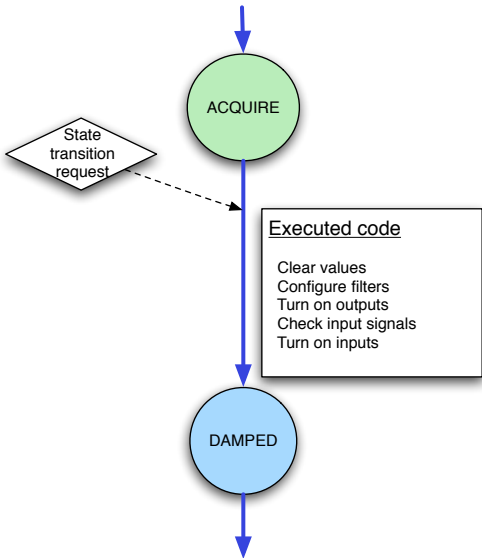 ACQUIRE
State
transition
request
Executed code
Clear values
Configure filters
Turn on outputs
Check input signals
Turn on inputs
DAMPED